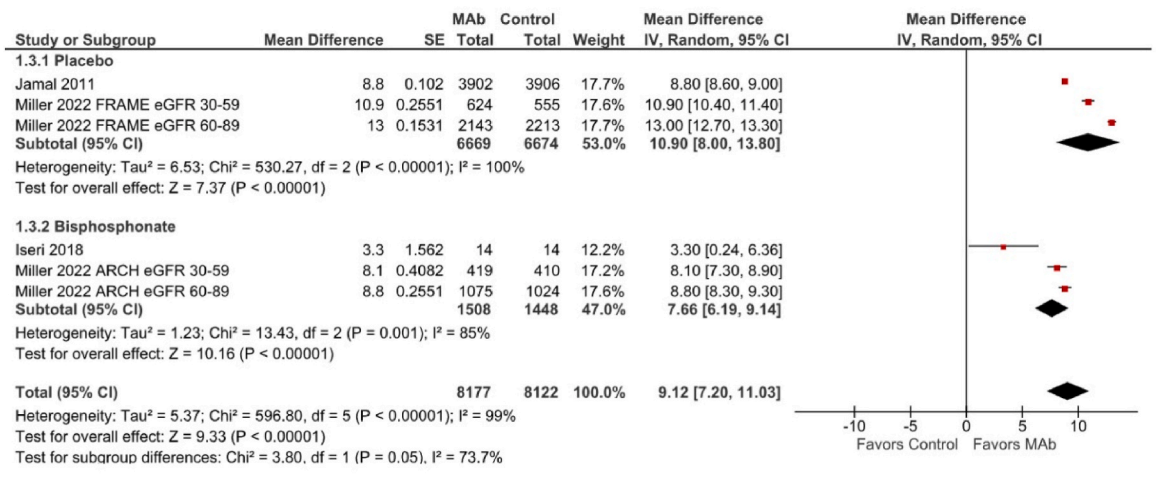 MAb Control Mean Difference Mean Difference
Study or Subgroup Mean Difference SE Total Total Weight IV, Random, 95% CI IV, Random, 95% CI
1.3.1 Placebo
Jamal 2011 8.8 0.102 3902 3906 17.7% 8.80 [8.60, 9.00]
Miller 2022 FRAME eGFR 30-59 10.9 0.2551 624 555 17.6% 10.90 [10.40, 11.40]
Miller 2022 FRAME eGFR 60-89 13 0.1531 2143 2213 17.7% 13.00 [12.70, 13.30]
Subtotal (95% CI) 6669 6674 53.0% 10.90 [8.00, 13.80]
Heterogeneity: Tau² = 6.53; Chi² = 530.27, df = 2 (P < 0.00001); I² = 100%
Test for overall effect: Z = 7.37 (P < 0.00001)
1.3.2 Bisphosphonate
Iseri 2018 3.3 1.562 14 14 12.2% 3.30 [0.24, 6.36]
Miller 2022 ARCH eGFR 30-59 8.1 0.4082 419 410 17.2% 8.10 [7.30, 8.90]
Miller 2022 ARCH eGFR 60-89 8.8 0.2551 1075 1024 17.6% 8.80 [8.30, 9.30]
Subtotal (95% CI) 1508 1448 47.0% 7.66 [6.19, 9.14]
Heterogeneity: Tau² = 1.23; Chi² = 13.43, df = 2 (P = 0.001); I² = 85%
Test for overall effect: Z = 10.16 (P < 0.00001)
Total (95% CI) 8177 8122 100.0% 9.12 [7.20, 11.03]
Heterogeneity: Tau² = 5.37; Chi² = 596.80, df = 5 (P < 0.00001); I² = 99%
Test for overall effect: Z = 9.33 (P < 0.00001)
Test for subgroup differences: Chi² = 3.80, df = 1 (P = 0.05), I² = 73.7%
-10 -5 0 5 10
Favors Control Favors MAb